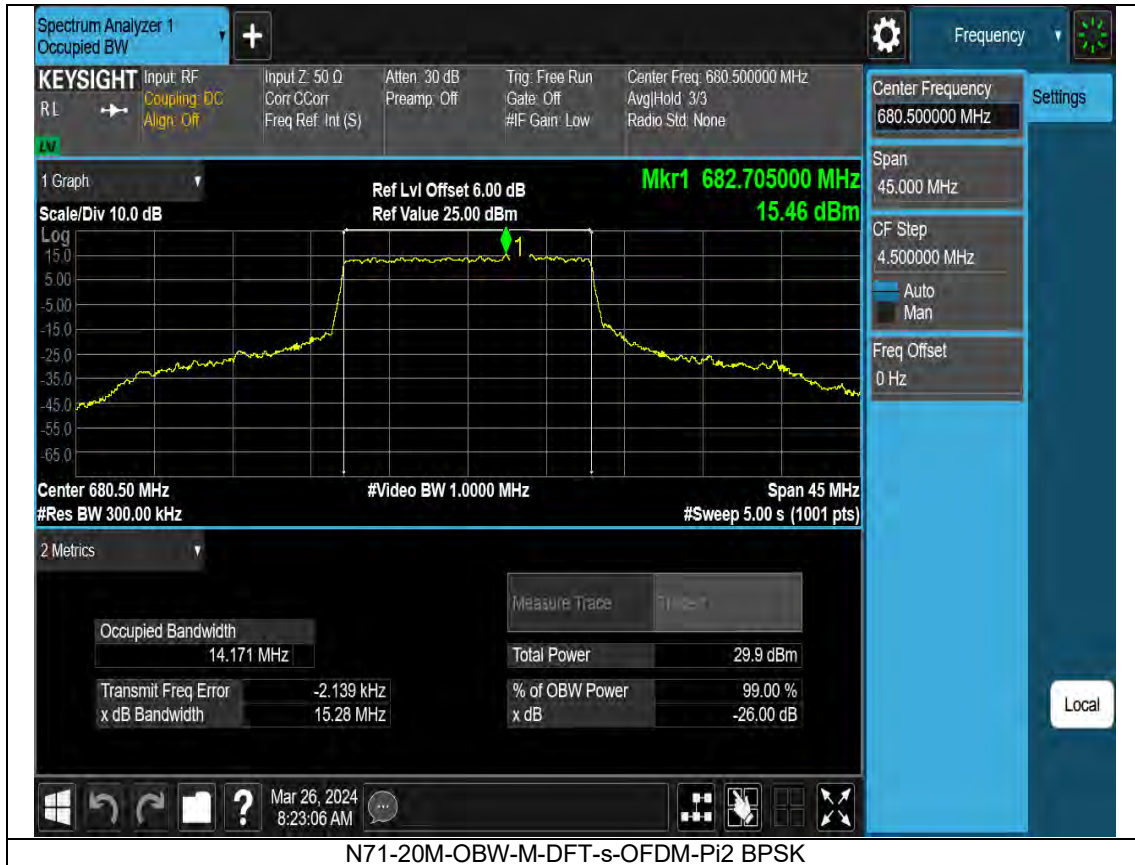 Spectrum Analyzer 1
Occupied BW
Frequency
KEYSIGHT
RL
Input: RF
Coupling: DC
Align: Off
Input Z: 50 Ω
Corr CCorr
Freq Ref: Int (S)
Atten: 30 dB
Preamp: Off
Trig: Free Run
Gate: Off
#IF Gain: Low
Center Freq: 680.500000 MHz
Avg|Hold: 3/3
Radio Std: None
Center Frequency
680.500000 MHz
Settings
Span
45.000 MHz
CF Step
4.500000 MHz
Auto
Man
Freq Offset
0 Hz
Local
1 Graph
Scale/Div 10.0 dB
Ref Lvl Offset 6.00 dB
Ref Value 25.00 dBm
Mkr1 682.705000 MHz
15.46 dBm
Log
15.0
5.00
-5.00
-15.0
-25.0
-35.0
-45.0
-55.0
-65.0
1
Center 680.50 MHz
#Res BW 300.00 kHz
#Video BW 1.0000 MHz
Span 45 MHz
#Sweep 5.00 s (1001 pts)
2 Metrics
Measure Trace
Occupied Bandwidth
14.171 MHz
Total Power 29.9 dBm
Transmit Freq Error -2.139 kHz
% of OBW Power 99.00 %
x dB Bandwidth 15.28 MHz
x dB -26.00 dB
?
Mar 26, 2024
8:23:06 AM
N71-20M-OBW-M-DFT-s-OFDM-Pi2 BPSK